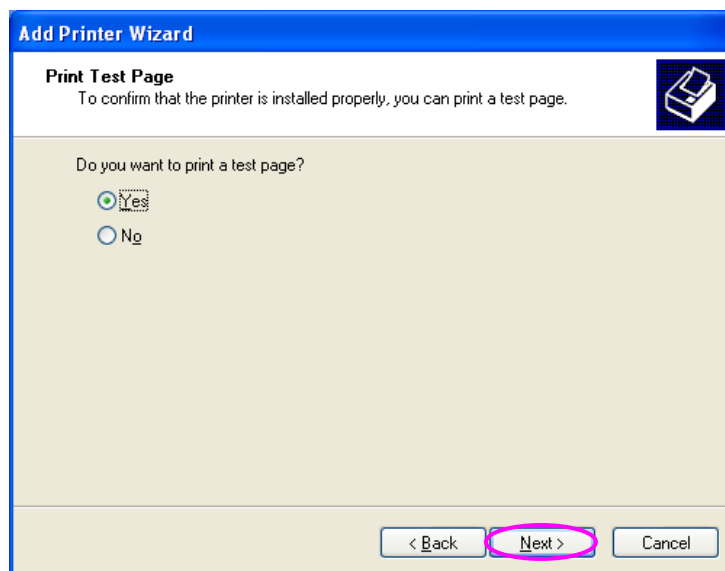 Add Printer Wizard
Print Test Page
To confirm that the printer is installed properly, you can print a test page.
Do you want to print a test page?
Yes
No
< Back
Next >
Cancel